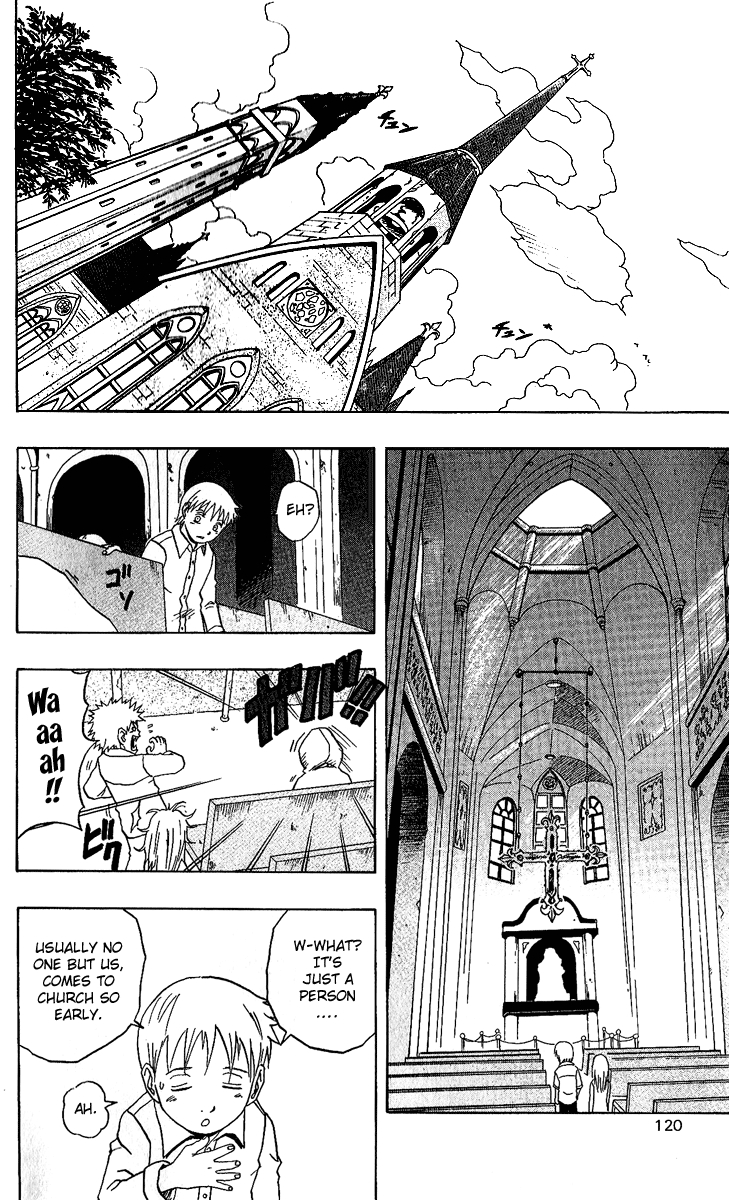 チュン
チュン
120
EH?
ゴソ
ガバ!!
Wa
aa
ah
!!
ビク
W-WHAT?
IT'S
JUST A
PERSON
....
USUALLY NO
ONE BUT US,
COMES TO
CHURCH SO
EARLY.
AH.